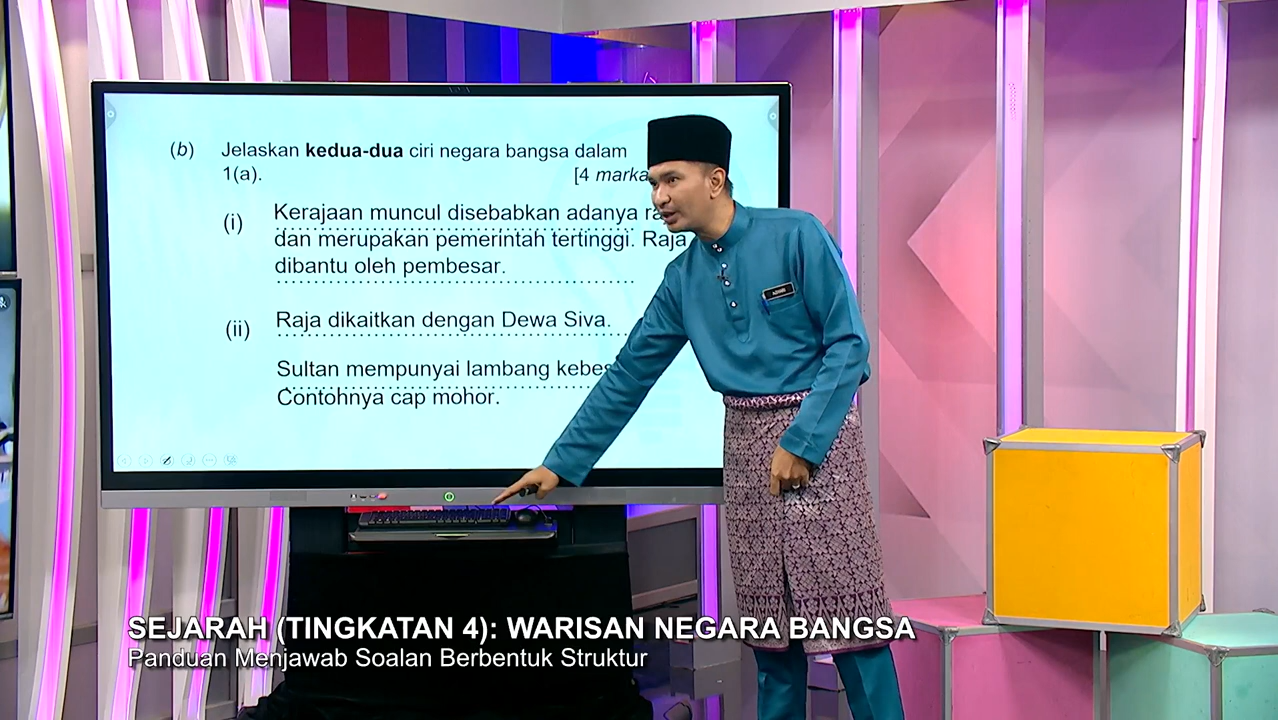 (b) Jelaskan kedua-dua ciri negara bangsa dalam
1(a). [4
(i) Kerajaan muncul disebabkan adanya
dan merupakan pemerintah tertinggi. Raja
dibantu oleh pembesar.
(ii) Raja dikaitkan dengan Dewa Siva.
Sultan mempunyai lambang
Contohnya cap mohor.
SEJARAH (TINGKATAN 4): WARISAN NEGARA BANGSA
Panduan Menjawab Soalan Berbentuk Struktur